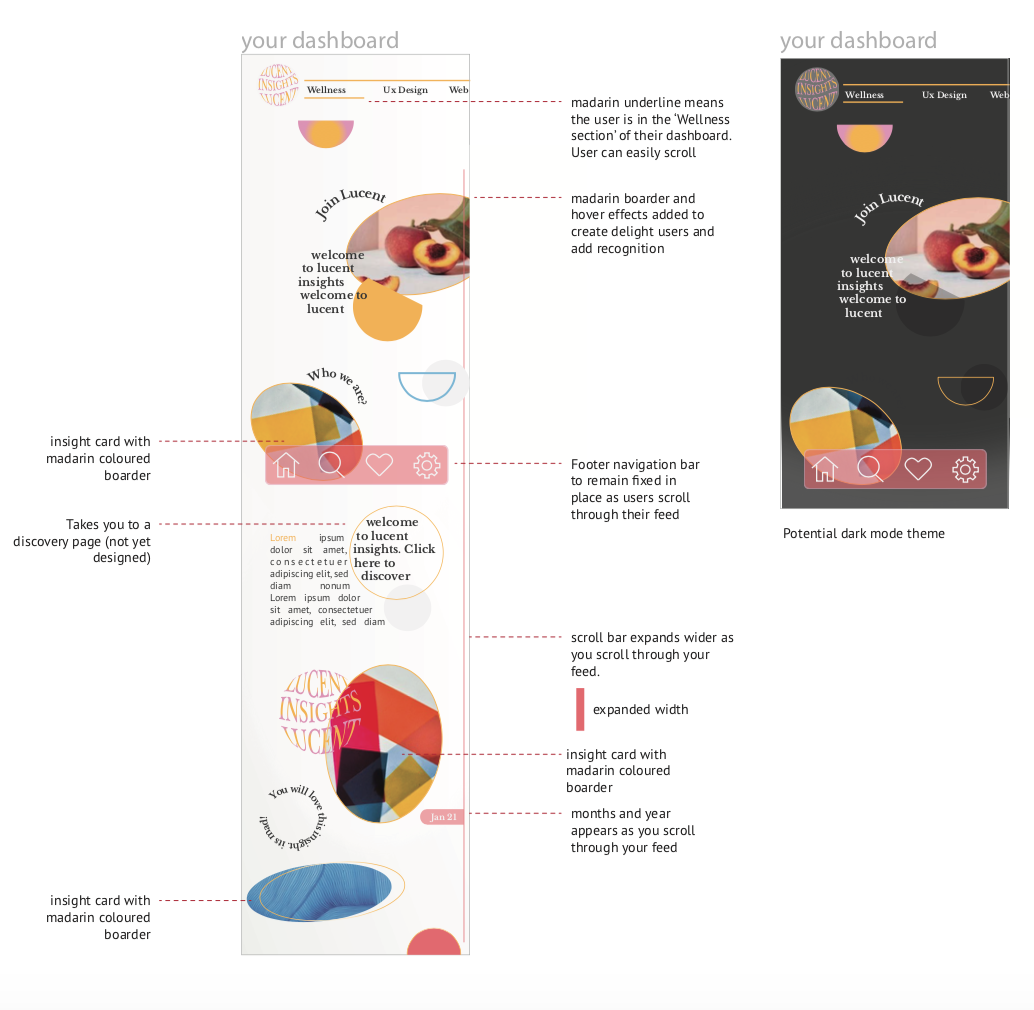 your dashboard
LUCENT
INSIGHTS
LUCENT
Wellness Ux Design Web
Join Lucent
welcome
to lucent
insights
welcome to
lucent
Who we are?
welcome
to lucent
insights. Click
here to
discover
Lorem ipsum
dolor sit amet,
consectetuer
adipiscing elit, sed
diam nonum
Lorem ipsum dolor
sit amet, consectetuer
adipiscing elit, sed diam
LUCENT
INSIGHTS
LUCENT
You will love this insight. its mad!
Jan 21
insight card with
madarin coloured
boarder
Takes you to a
discovery page (not yet
designed)
insight card with
madarin coloured
boarder
madarin underline means
the user is in the ‘Wellness
section’ of their dashboard.
User can easily scroll
madarin boarder and
hover effects added to
create delight users and
add recognition
Footer navigation bar
to remain fixed in
place as users scroll
through their feed
scroll bar expands wider as
you scroll through your
feed.
expanded width
insight card with
madarin coloured
boarder
months and year
appears as you scroll
through your feed
your dashboard
LUCENT
INSIGHTS
LUCENT
Wellness Ux Design Web
Join Lucent
welcome
to lucent
insights
welcome to
lucent
Potential dark mode theme